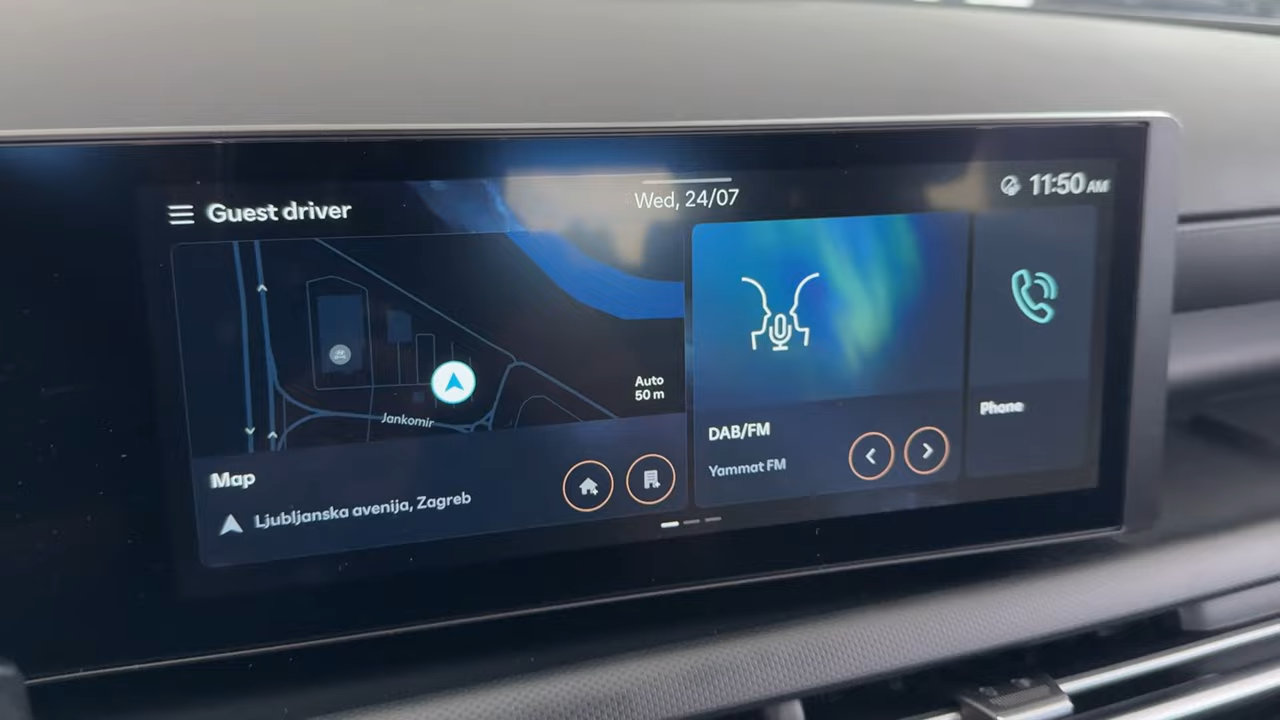 Guest driver
Wed, 24/07
11:50 AM
Jankomir
Auto
50 m
Map
Ljubljanska avenija, Zagreb
DAB/FM
Yammat FM
Phone